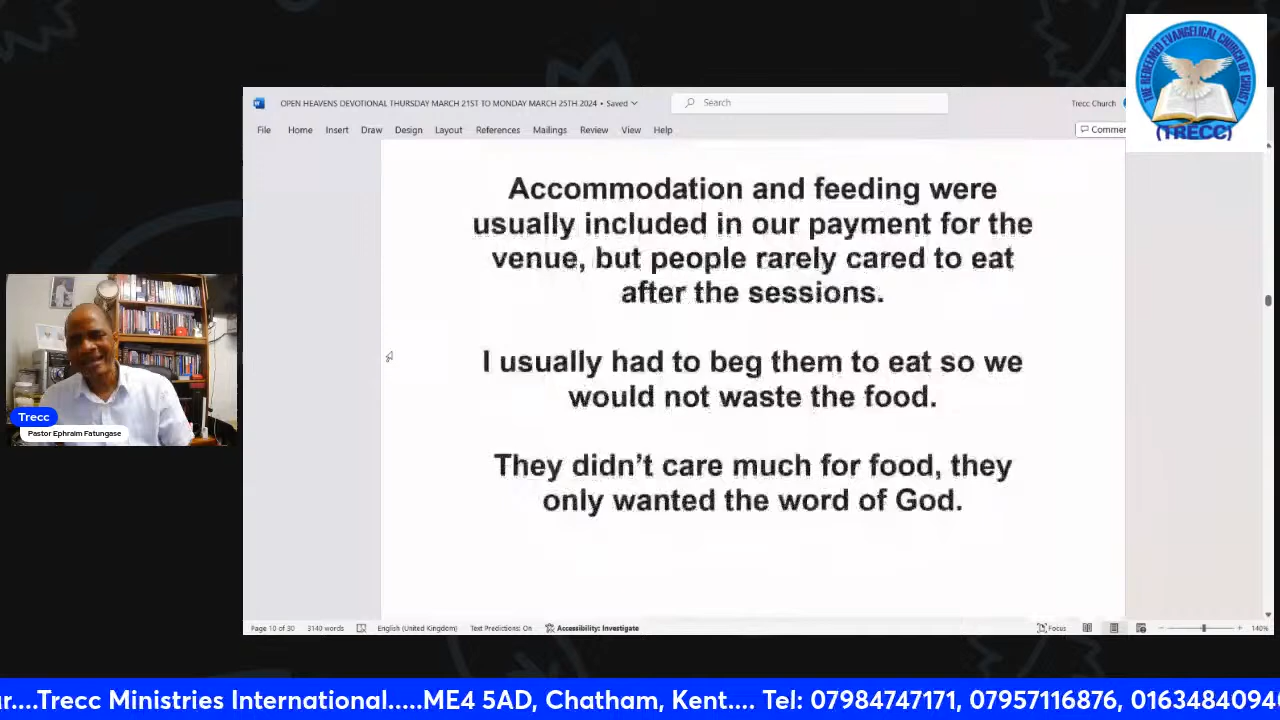 THE REDEEMED EVANGELICAL CHURCH OF CHRIST
(TRECC)
OPEN HEAVENS DEVOTIONAL THURSDAY MARCH 21ST TO MONDAY MARCH 25TH 2024 • Saved
Search
Trecc Church
File Home Insert Draw Design Layout References Mailings Review View Help
Accommodation and feeding were
usually included in our payment for the
venue, but people rarely cared to eat
after the sessions.
I usually had to beg them to eat so we
would not waste the food.
They didn't care much for food, they
only wanted the word of God.
Trecc
Pastor Ephraim Fatungase
Page 10 of 30 3140 words English (United Kingdom) Text Predictions: On Accessibility: Investigate Focus 140%
....Trecc Ministries International.....ME4 5AD, Chatham, Kent.... Tel: 07984747171, 07957116876,